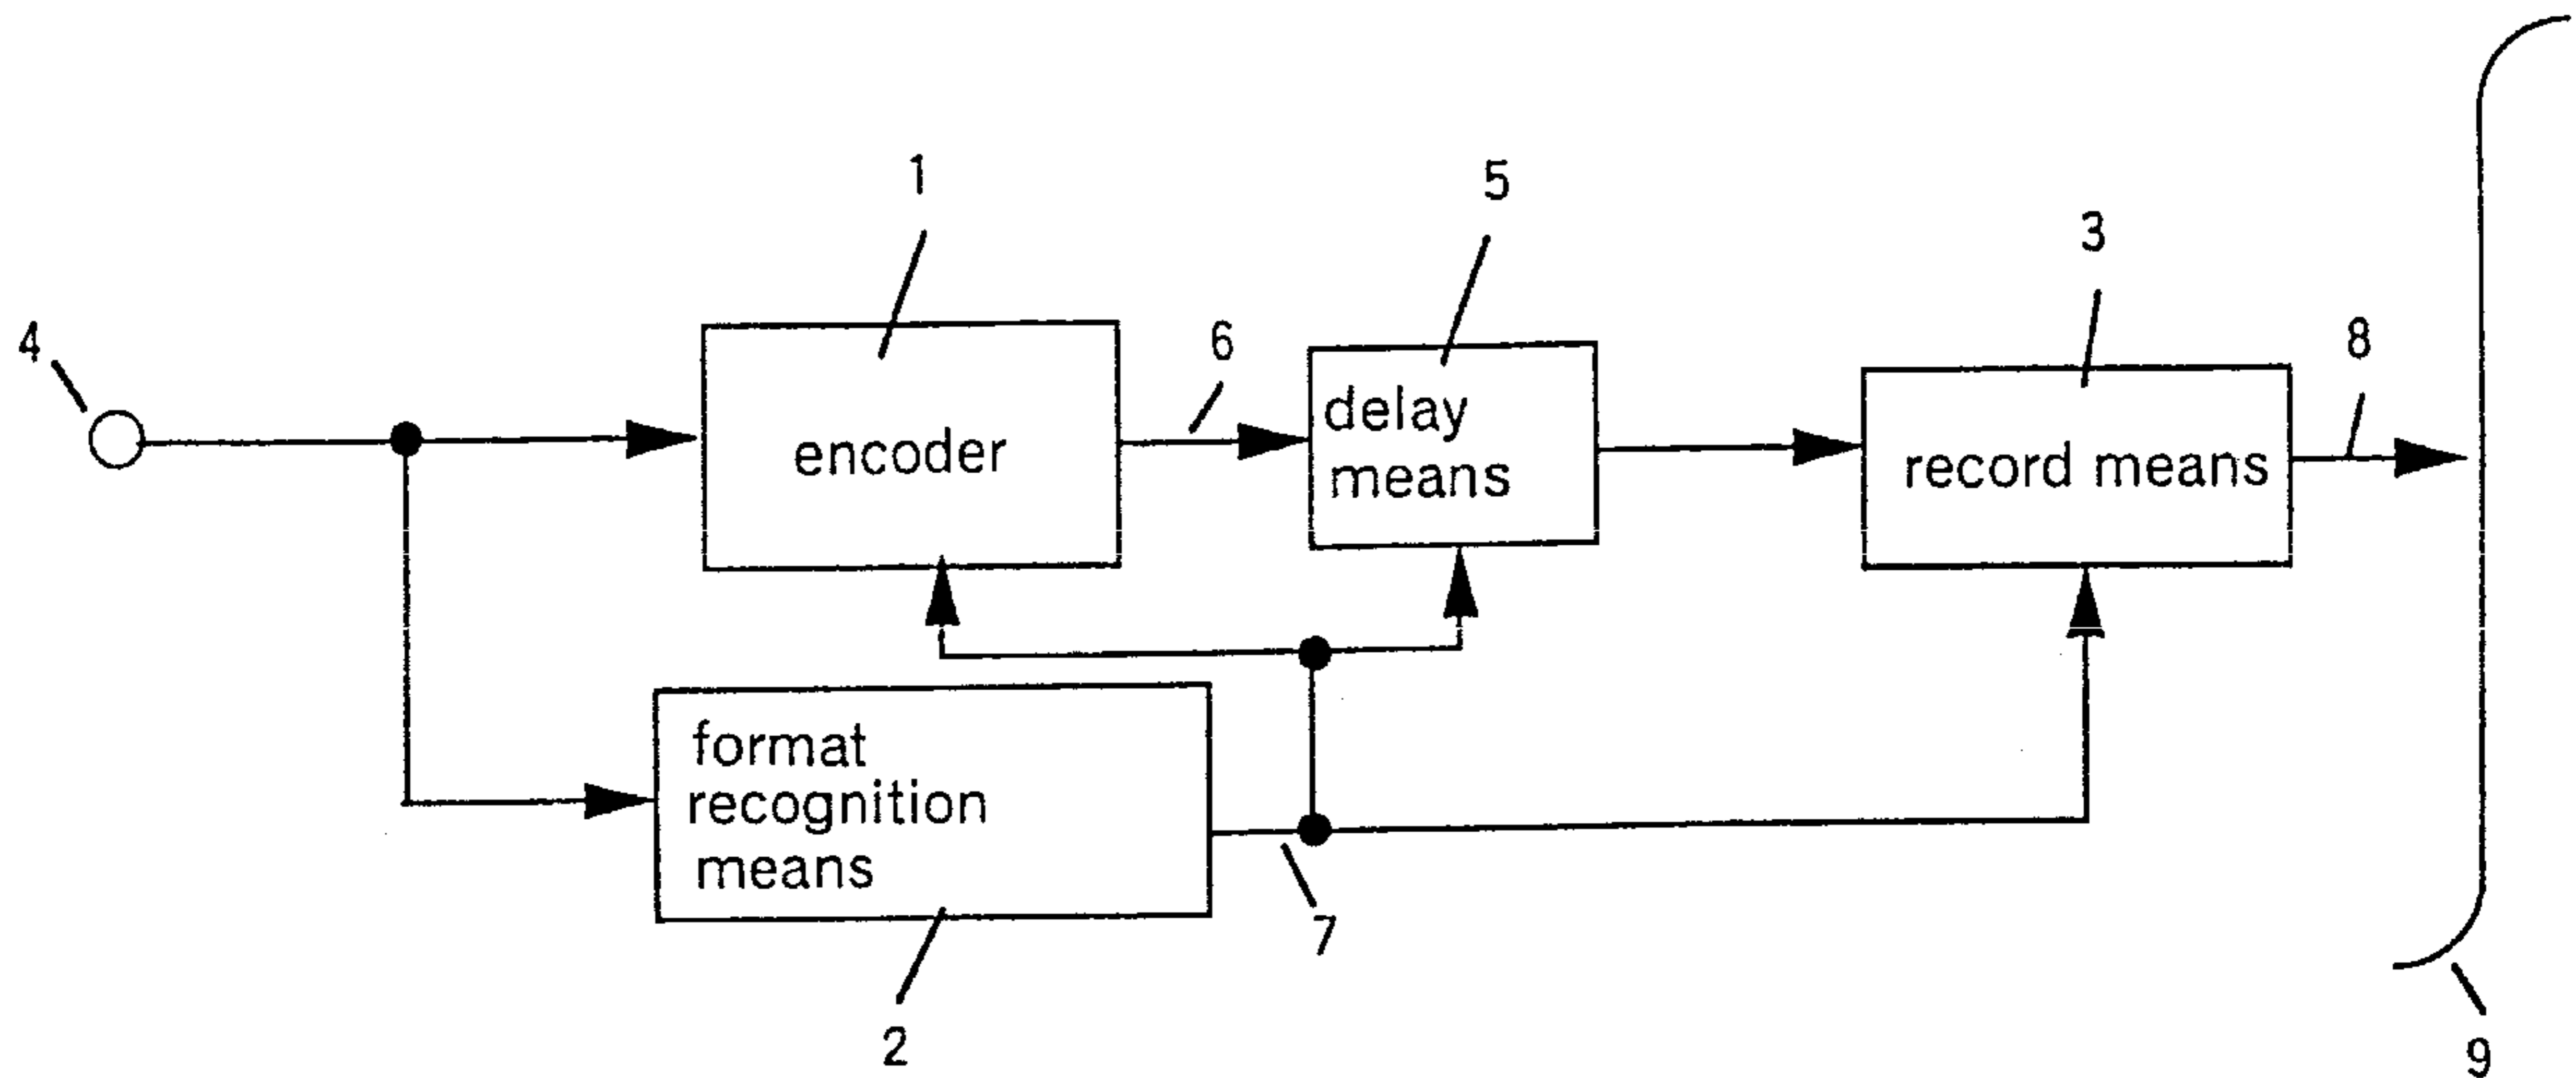 1
5
3
4
6
8
encoder
delay
means
record means
format
recognition
means
7
2
9